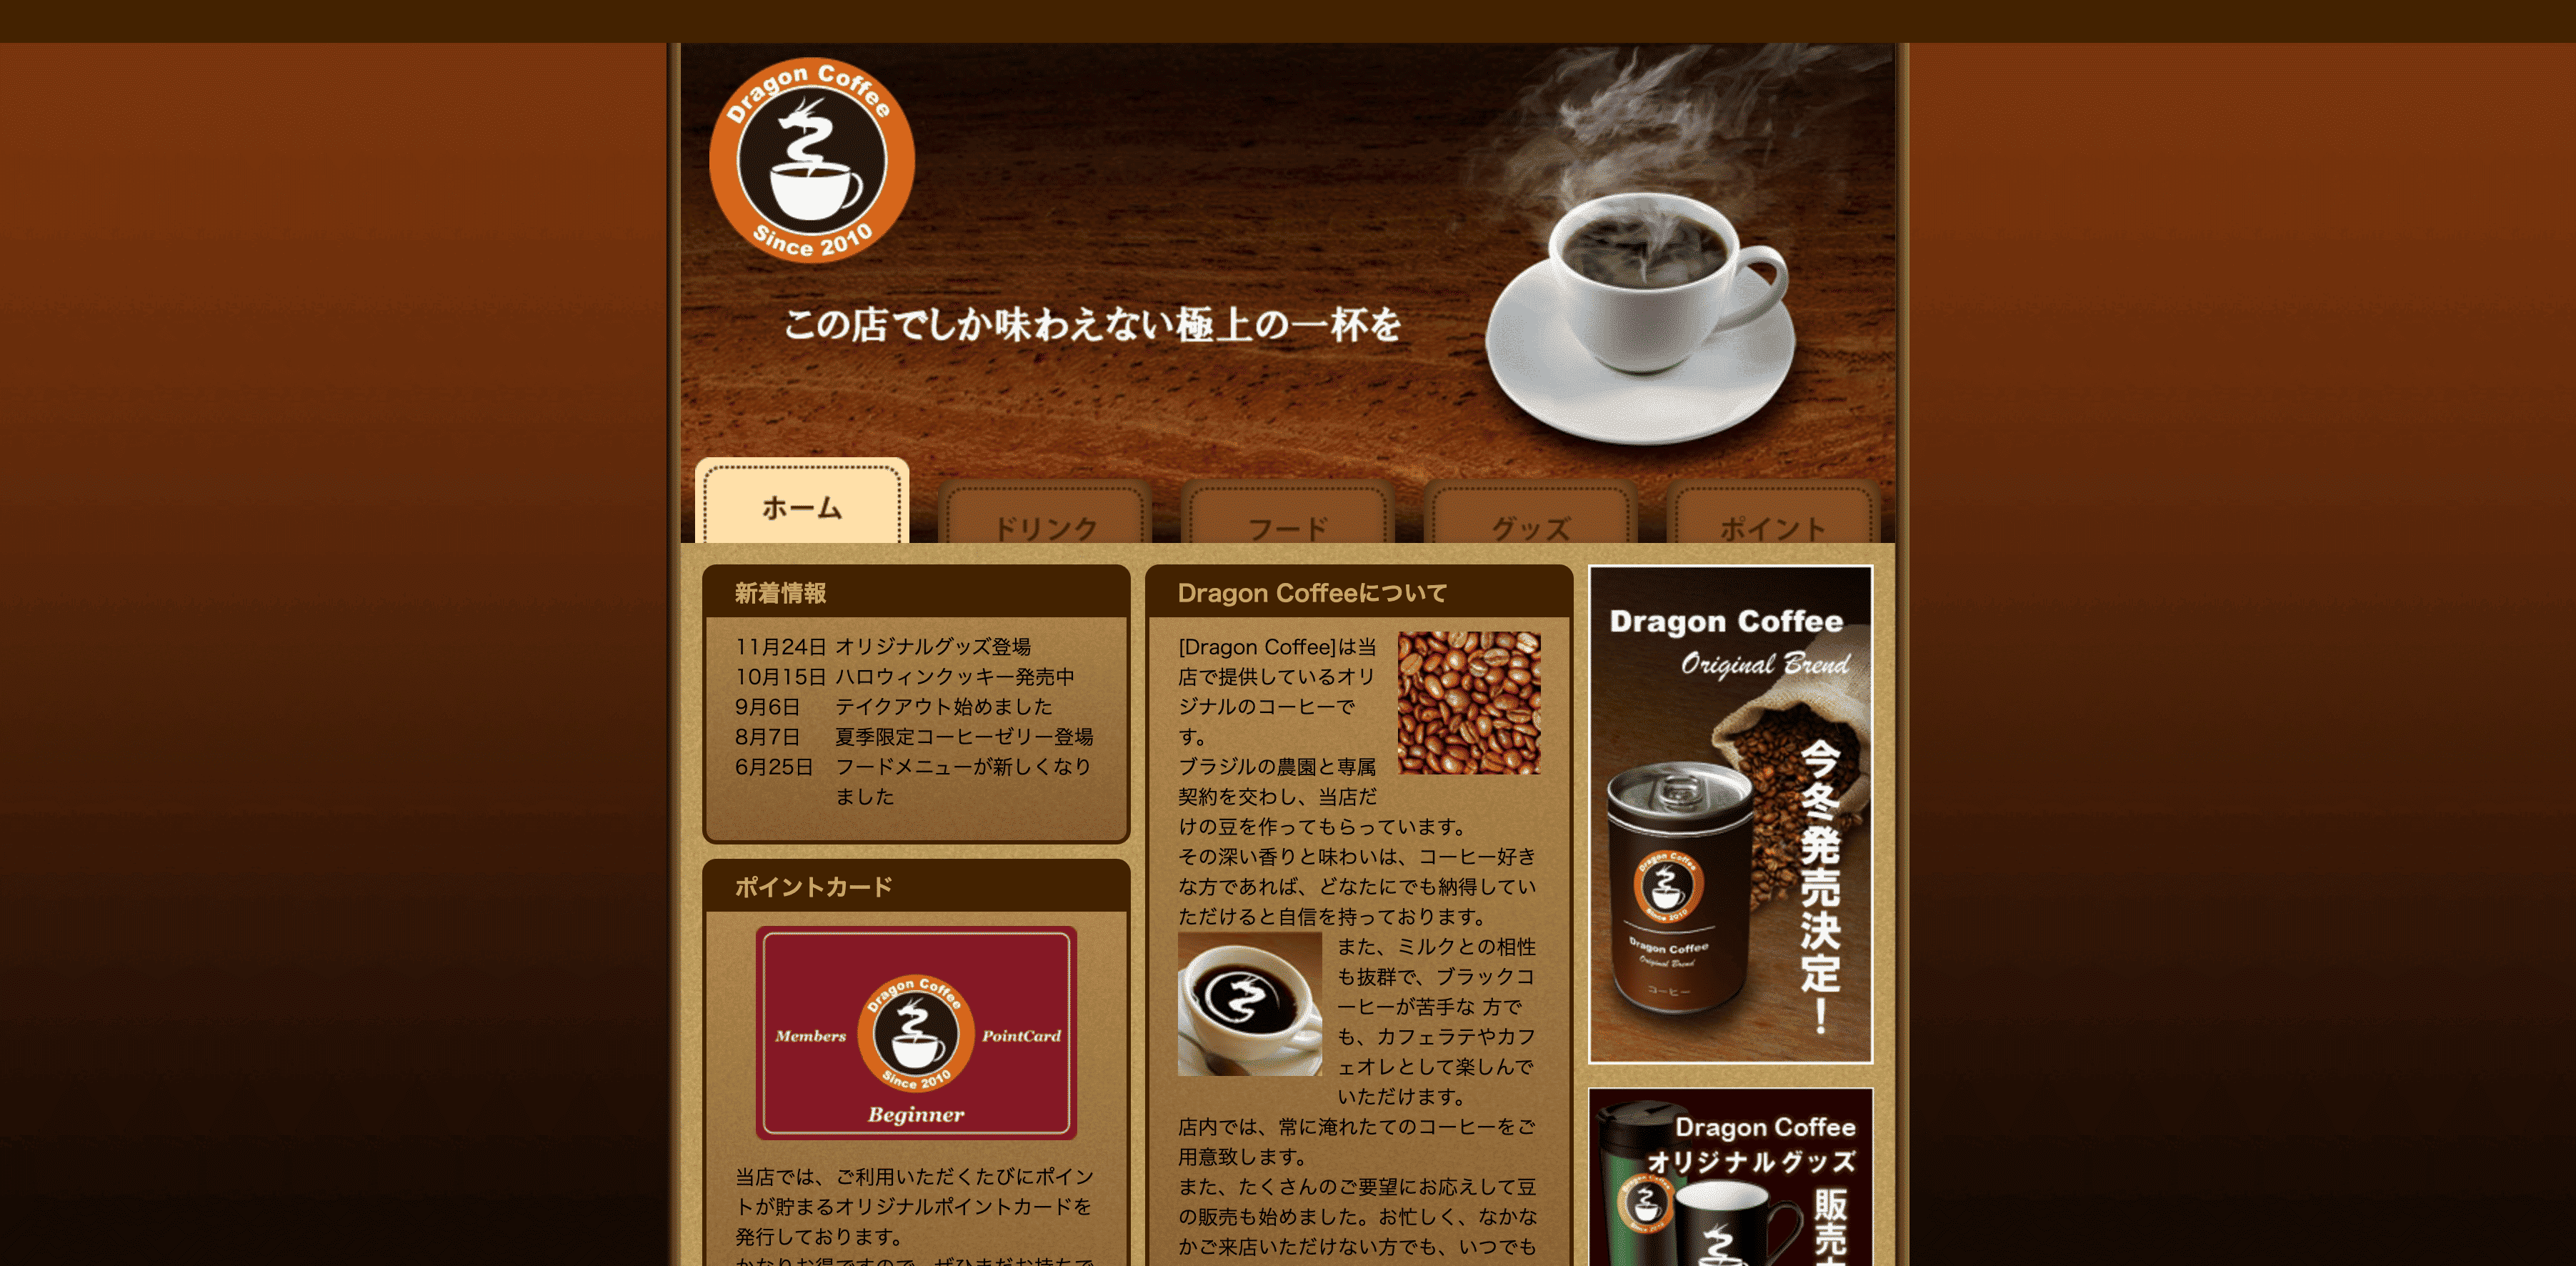 Dragon Coffee
Since 2010
この店でしか味わえない極上の一杯を
ホーム
ドリンク
フード
グッズ
ポイント
新着情報
11月24日 オリジナルグッズ登場
10月15日 ハロウィンクッキー発売中
9月6日 テイクアウト始めました
8月7日 夏季限定コーヒーゼリー登場
6月25日 フードメニューが新しくなり
ました
ポイントカード
Dragon Coffee
Members
PointCard
Since 2010
Beginner
当店では、ご利用いただくたびにポイン
トが貯まるオリジナルポイントカードを
発行しております。
かなりお得ですので、ぜひまだお持ちで
Dragon Coffeeについて
[Dragon Coffee]は当
店で提供しているオリ
ジナルのコーヒーで
す。
ブラジルの農園と専属
契約を交わし、当店だ
けの豆を作ってもらっています。
その深い香りと味わいは、コーヒー好き
な方であれば、どなたにでも納得してい
ただけると自信を持っております。
また、ミルクとの相性
も抜群で、ブラックコ
ーヒーが苦手な 方で
も、カフェラテやカフ
ェオレとして楽しんで
いただけます。
店内では、常に淹れたてのコーヒーをご
用意致します。
また、たくさんのご要望にお応えして豆
の販売も始めました。お忙しく、なかな
かご来店いただけない方でも、いつでも
Dragon Coffee
Original Brend
今冬発売決定！
Dragon Coffee
Since 2010
Dragon Coffee
Original Brend
コーヒー
Dragon Coffee
オリジナルグッズ
販売